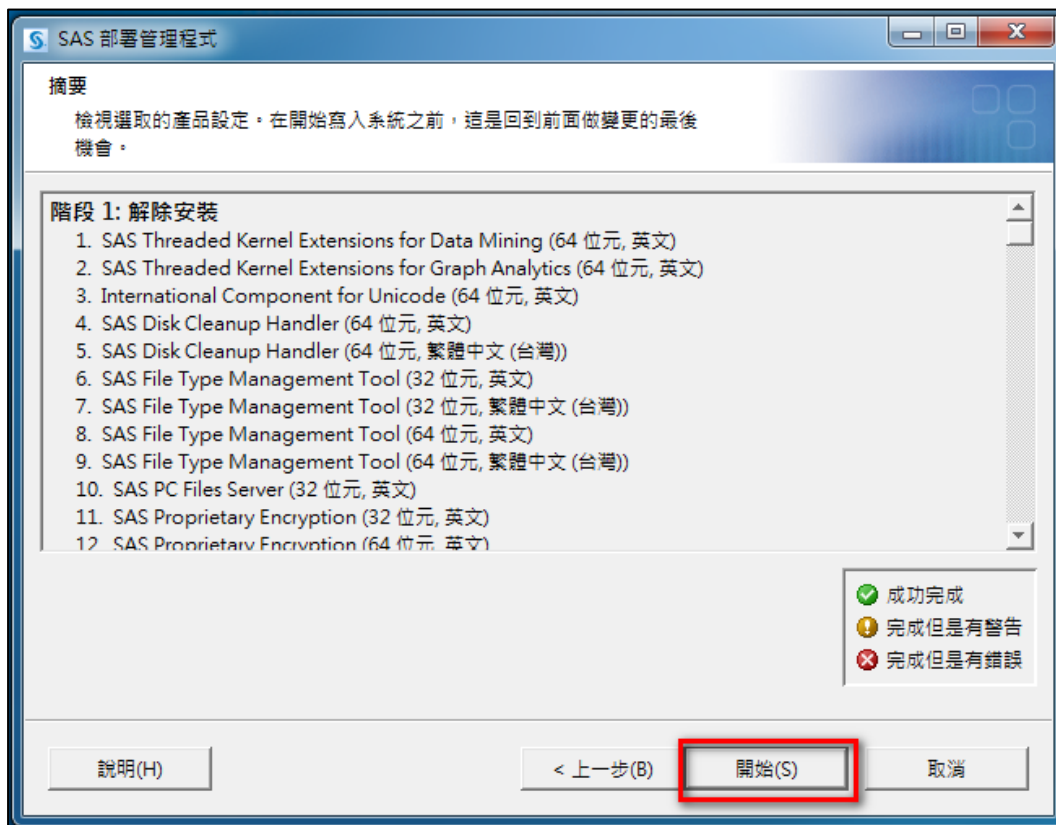 SAS 部署管理程式
摘要
檢視選取的產品設定。在開始寫入系統之前，這是回到前面做變更的最後
機會。
階段 1: 解除安裝
1. SAS Threaded Kernel Extensions for Data Mining (64 位元, 英文)
2. SAS Threaded Kernel Extensions for Graph Analytics (64 位元, 英文)
3. International Component for Unicode (64 位元, 英文)
4. SAS Disk Cleanup Handler (64 位元, 英文)
5. SAS Disk Cleanup Handler (64 位元, 繁體中文 (台灣))
6. SAS File Type Management Tool (32 位元, 英文)
7. SAS File Type Management Tool (32 位元, 繁體中文 (台灣))
8. SAS File Type Management Tool (64 位元, 英文)
9. SAS File Type Management Tool (64 位元, 繁體中文 (台灣))
10. SAS PC Files Server (32 位元, 英文)
11. SAS Proprietary Encryption (32 位元, 英文)
12. SAS Proprietary Encryption (64 位元, 英文)
成功完成
完成但是有警告
完成但是有錯誤
說明(H)
< 上一步(B)
開始(S)
取消